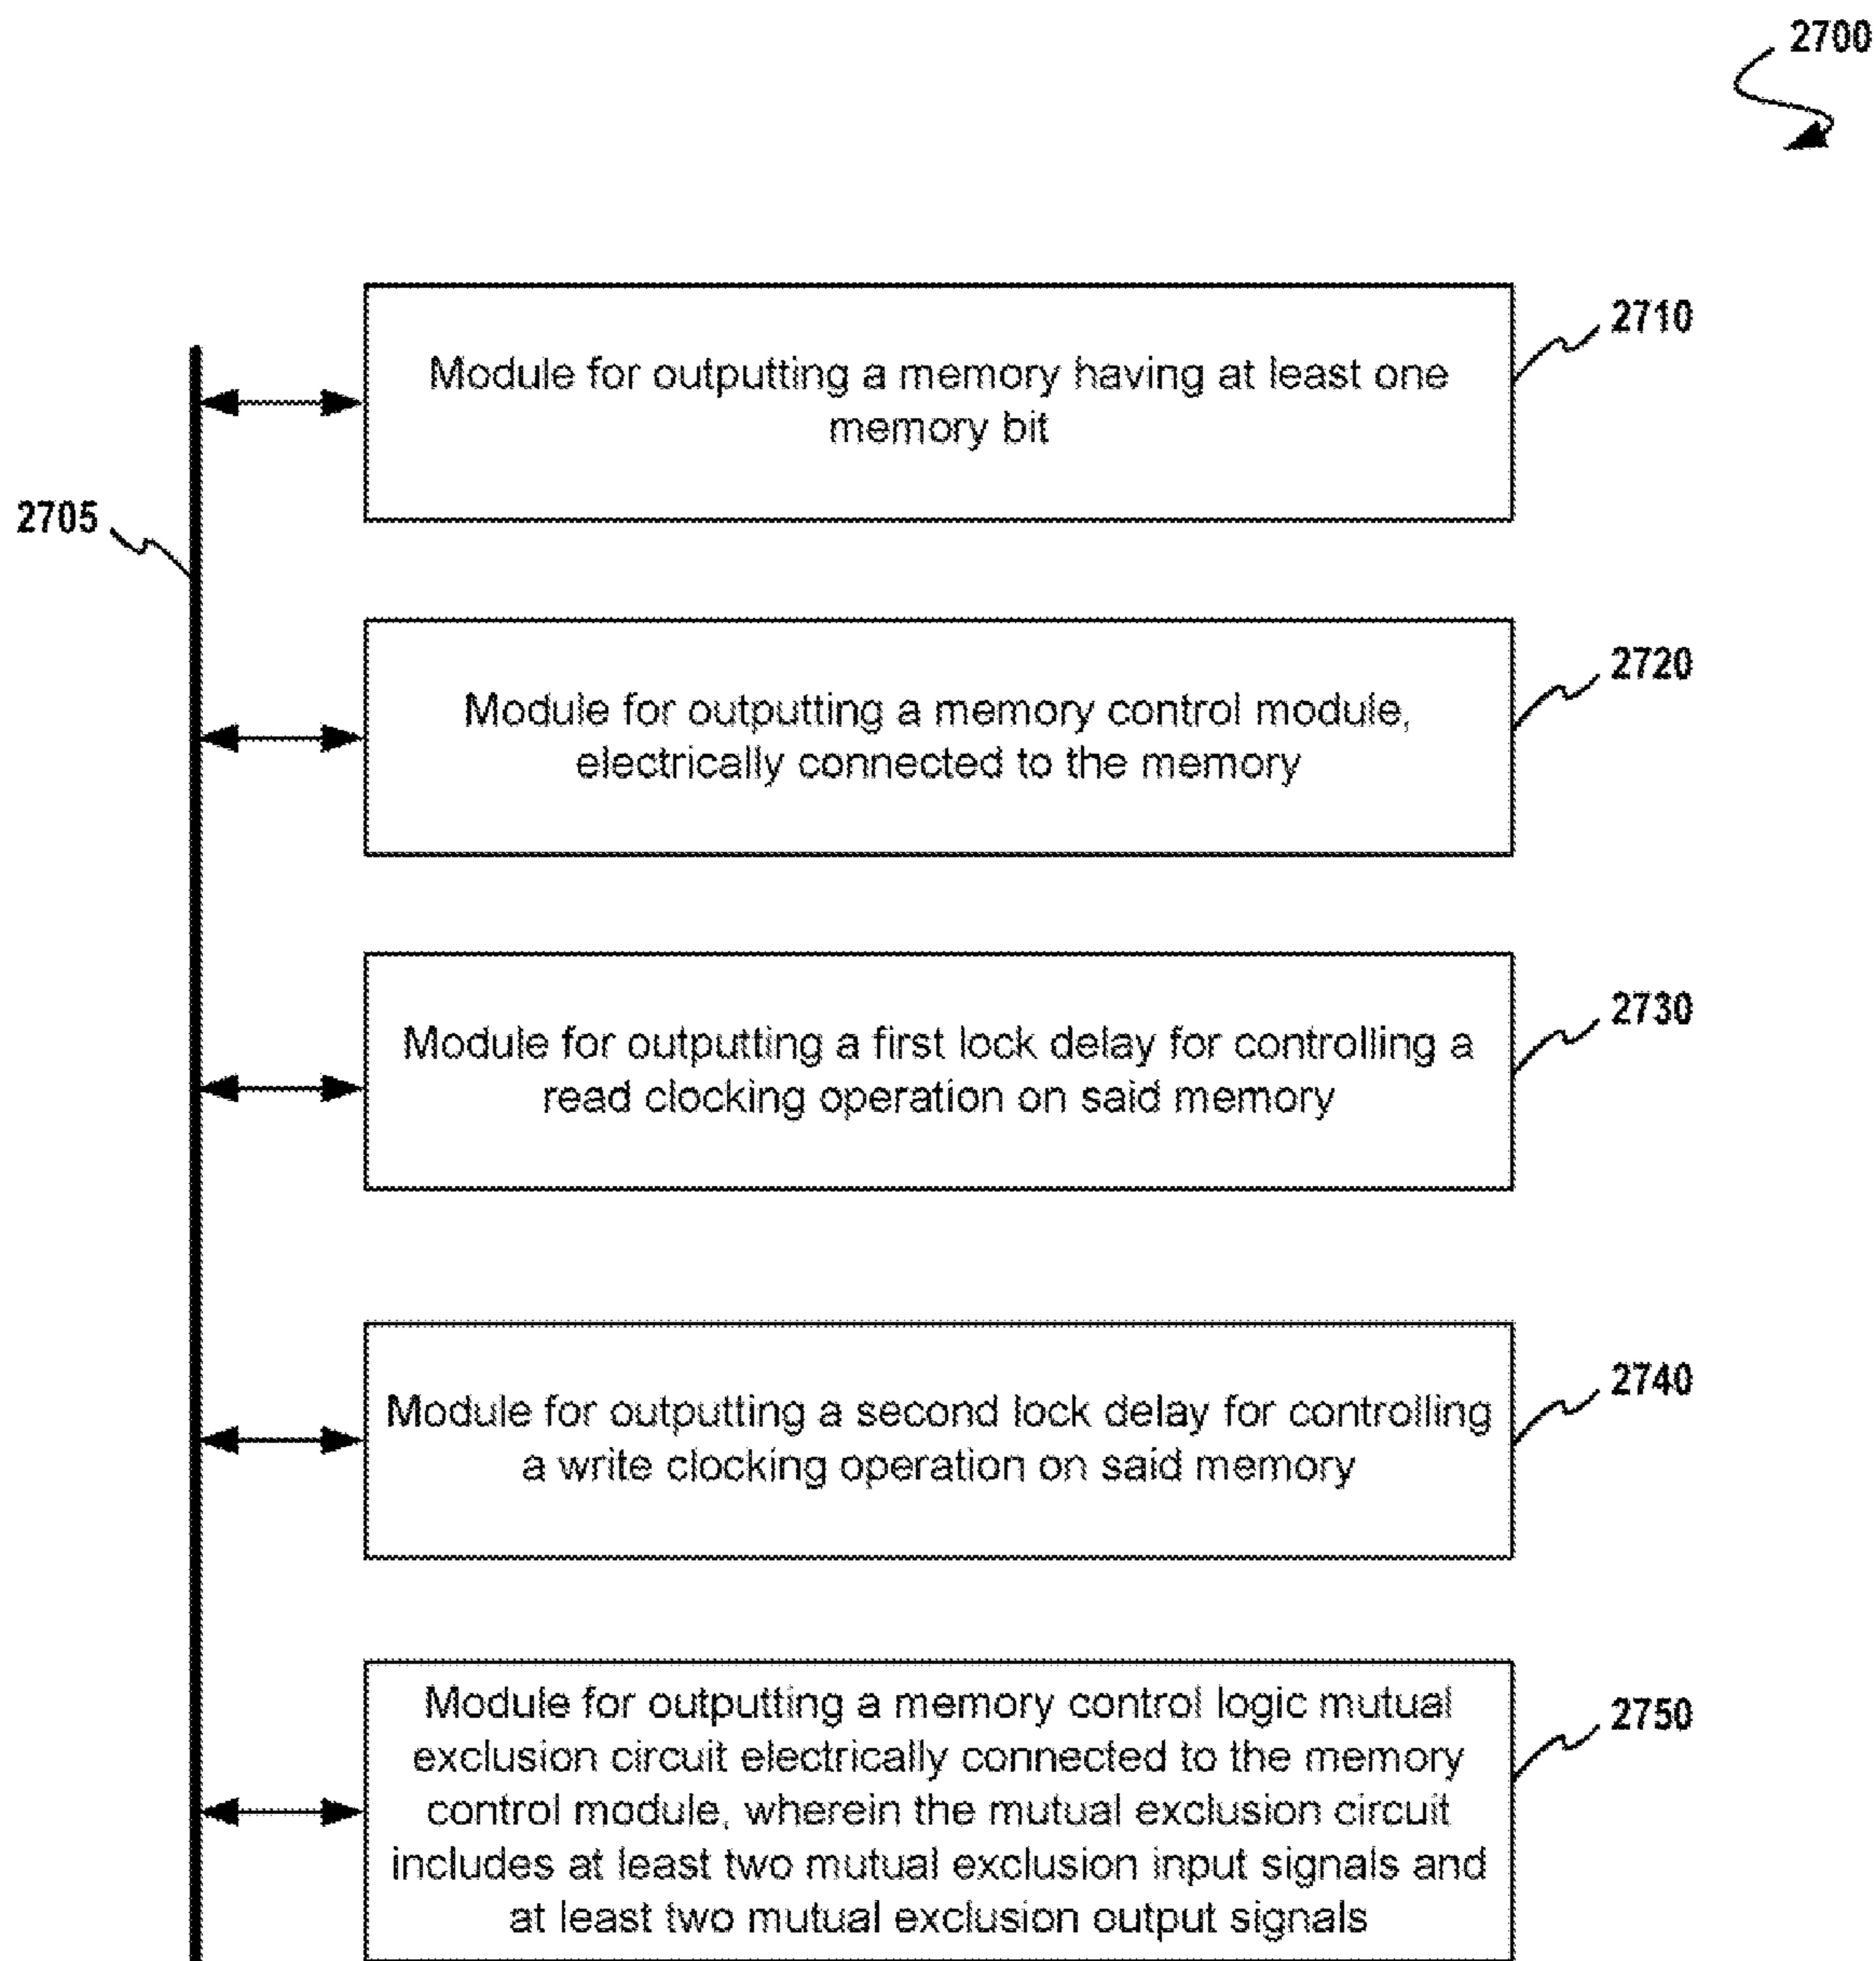 2700
Module for outputting a memory having at least one
memory bit
2710
2705
Module for outputting a memory control module,
electrically connected to the memory
2720
Module for outputting a first lock delay for controlling a
read clocking operation on said memory
2730
Module for outputting a second lock delay for controlling
a write clocking operation on said memory
2740
Module for outputting a memory control logic mutual
exclusion circuit electrically connected to the memory
control module, wherein the mutual exclusion circuit
includes at least two mutual exclusion input signals and
at least two mutual exclusion output signals
2750